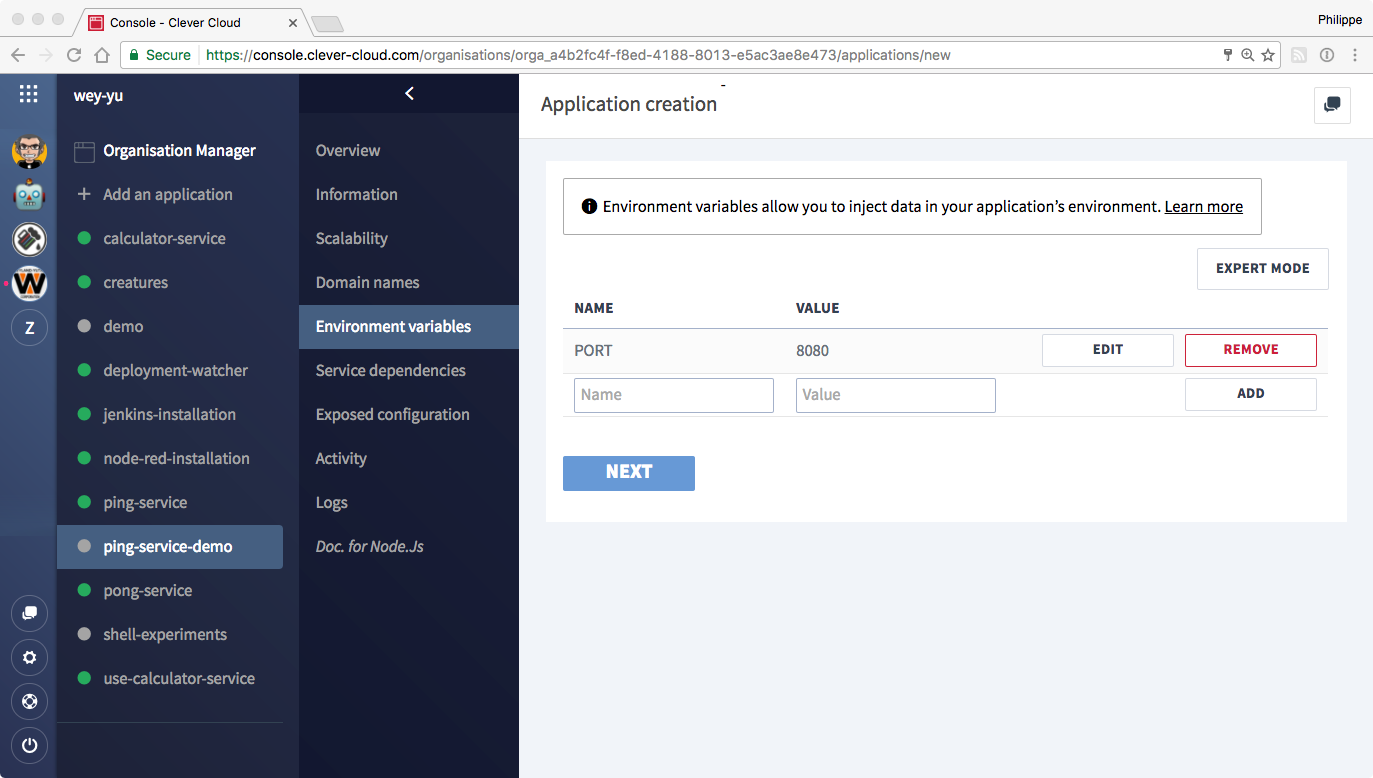 Console - Clever Cloud
Philippe
Secure https://console.clever-cloud.com/organisations/orga_a4b2fc4f-f8ed-4188-8013-e5ac3ae8e473/applications/new
wey-yu
Organisation Manager
+ Add an application
calculator-service
creatures
demo
deployment-watcher
jenkins-installation
node-red-installation
ping-service
ping-service-demo
pong-service
shell-experiments
use-calculator-service
W
Z
Overview
Information
Scalability
Domain names
Environment variables
Service dependencies
Exposed configuration
Activity
Logs
Doc. for Node.Js
Application creation
Environment variables allow you to inject data in your application’s environment. Learn more
EXPERT MODE
NAME VALUE
PORT 8080 EDIT REMOVE
Name Value ADD
NEXT